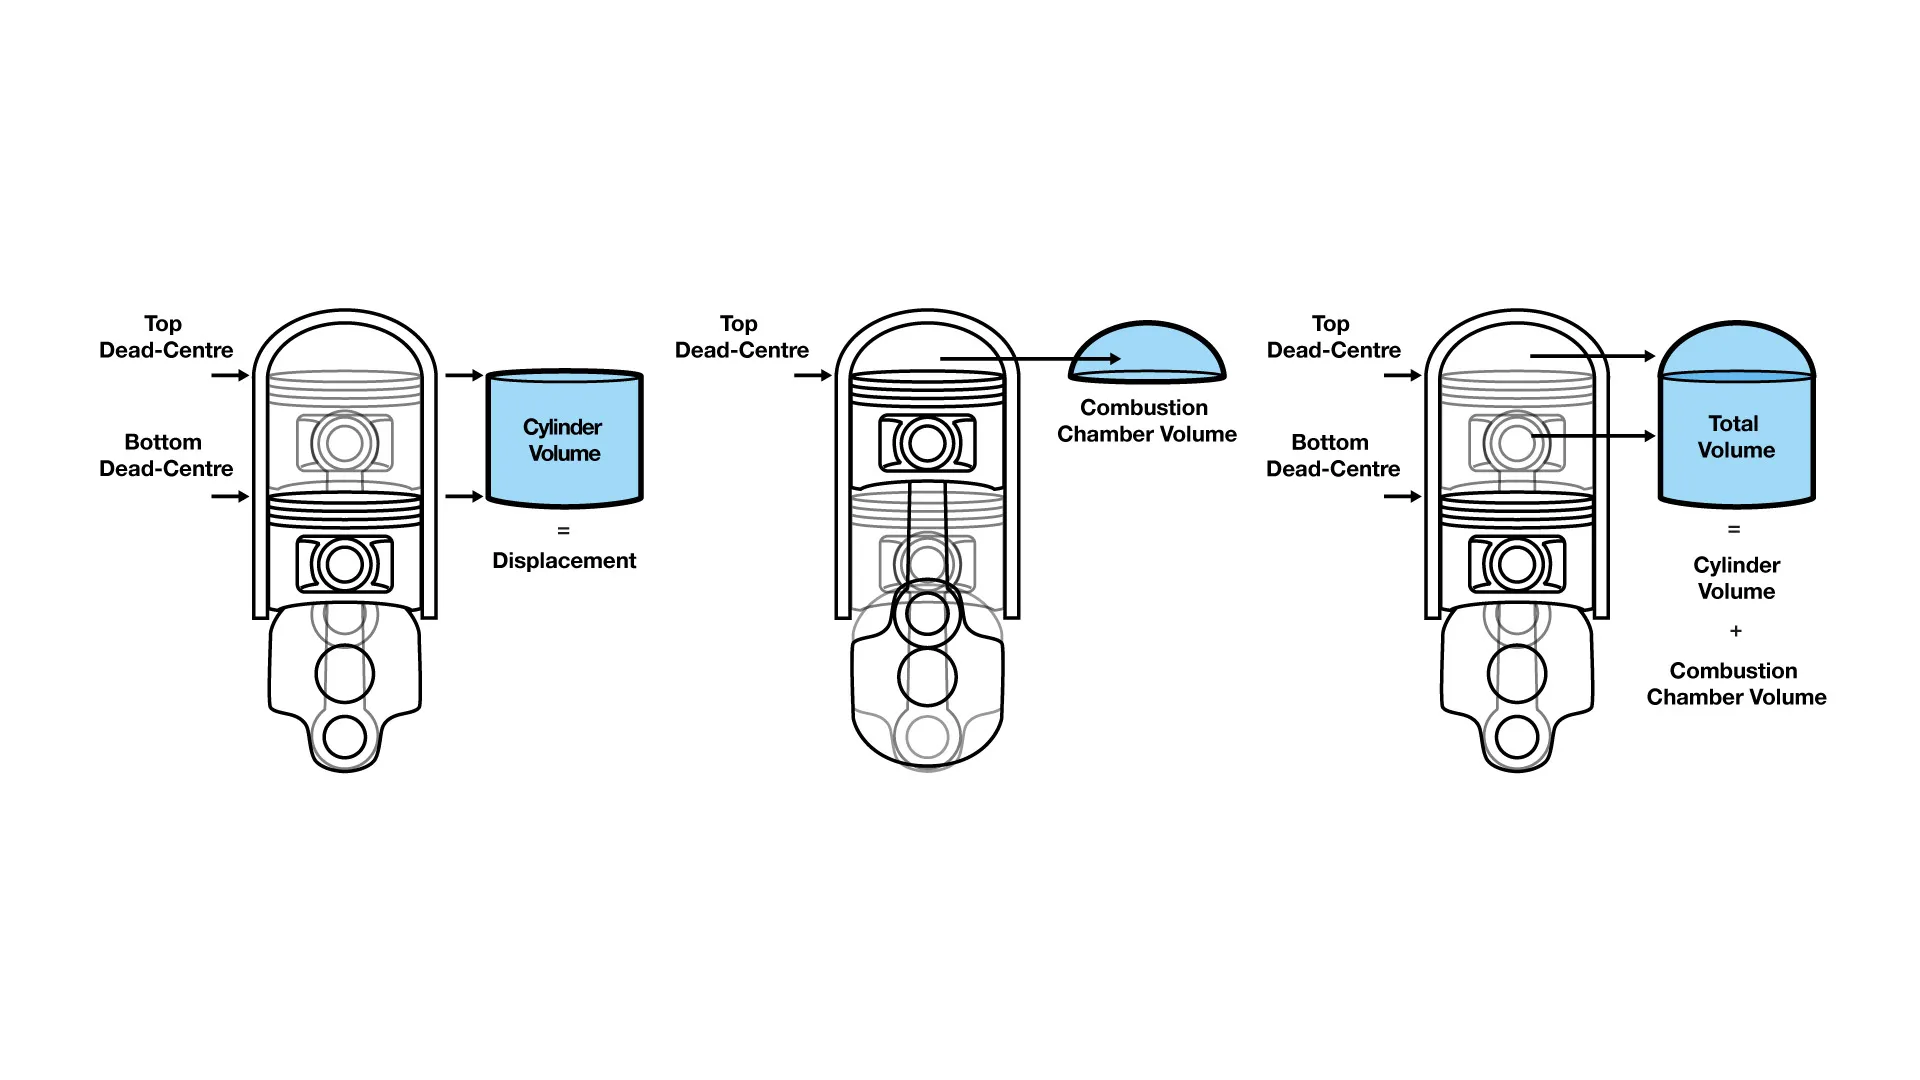 Top
Dead-Centre
Bottom
Dead-Centre
Cylinder
Volume
=
Displacement
Top
Dead-Centre
Combustion
Chamber Volume
Top
Dead-Centre
Bottom
Dead-Centre
Total
Volume
=
Cylinder
Volume
+
Combustion
Chamber Volume